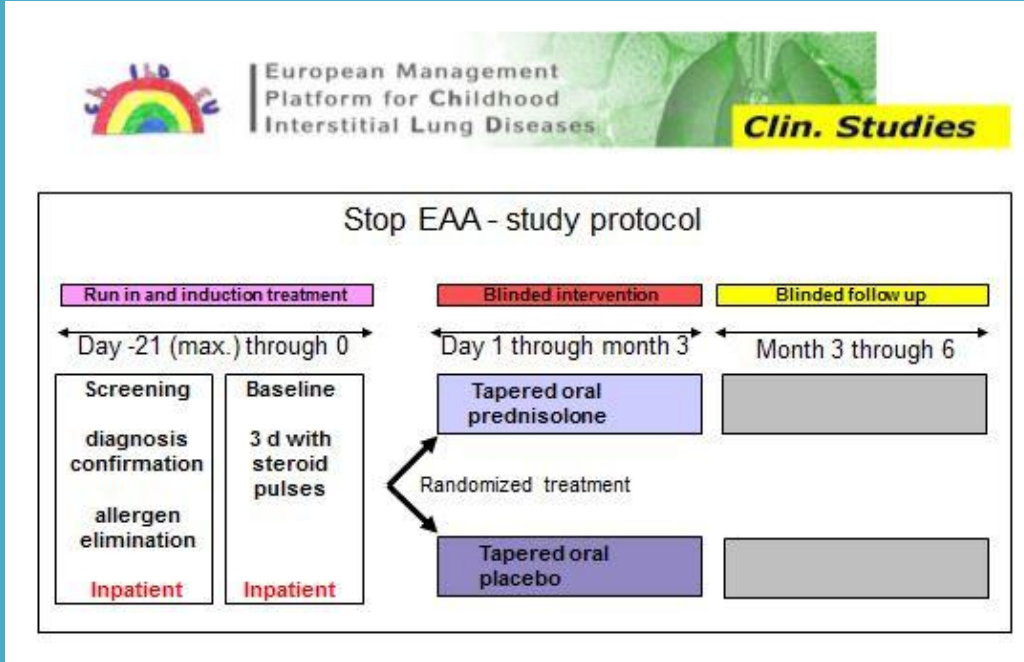 European Management
Platform for Childhood
Interstitial Lung Diseases
Clin. Studies
Stop EAA - study protocol
Run in and induction treatment
Blinded intervention
Blinded follow up
Day -21 (max.) through 0
Day 1 through month 3
Month 3 through 6
Screening
diagnosis
confirmation
allergen
elimination
Inpatient
Baseline
3 d with
steroid
pulses
Inpatient
Randomized treatment
Tapered oral
prednisolone
Tapered oral
placebo